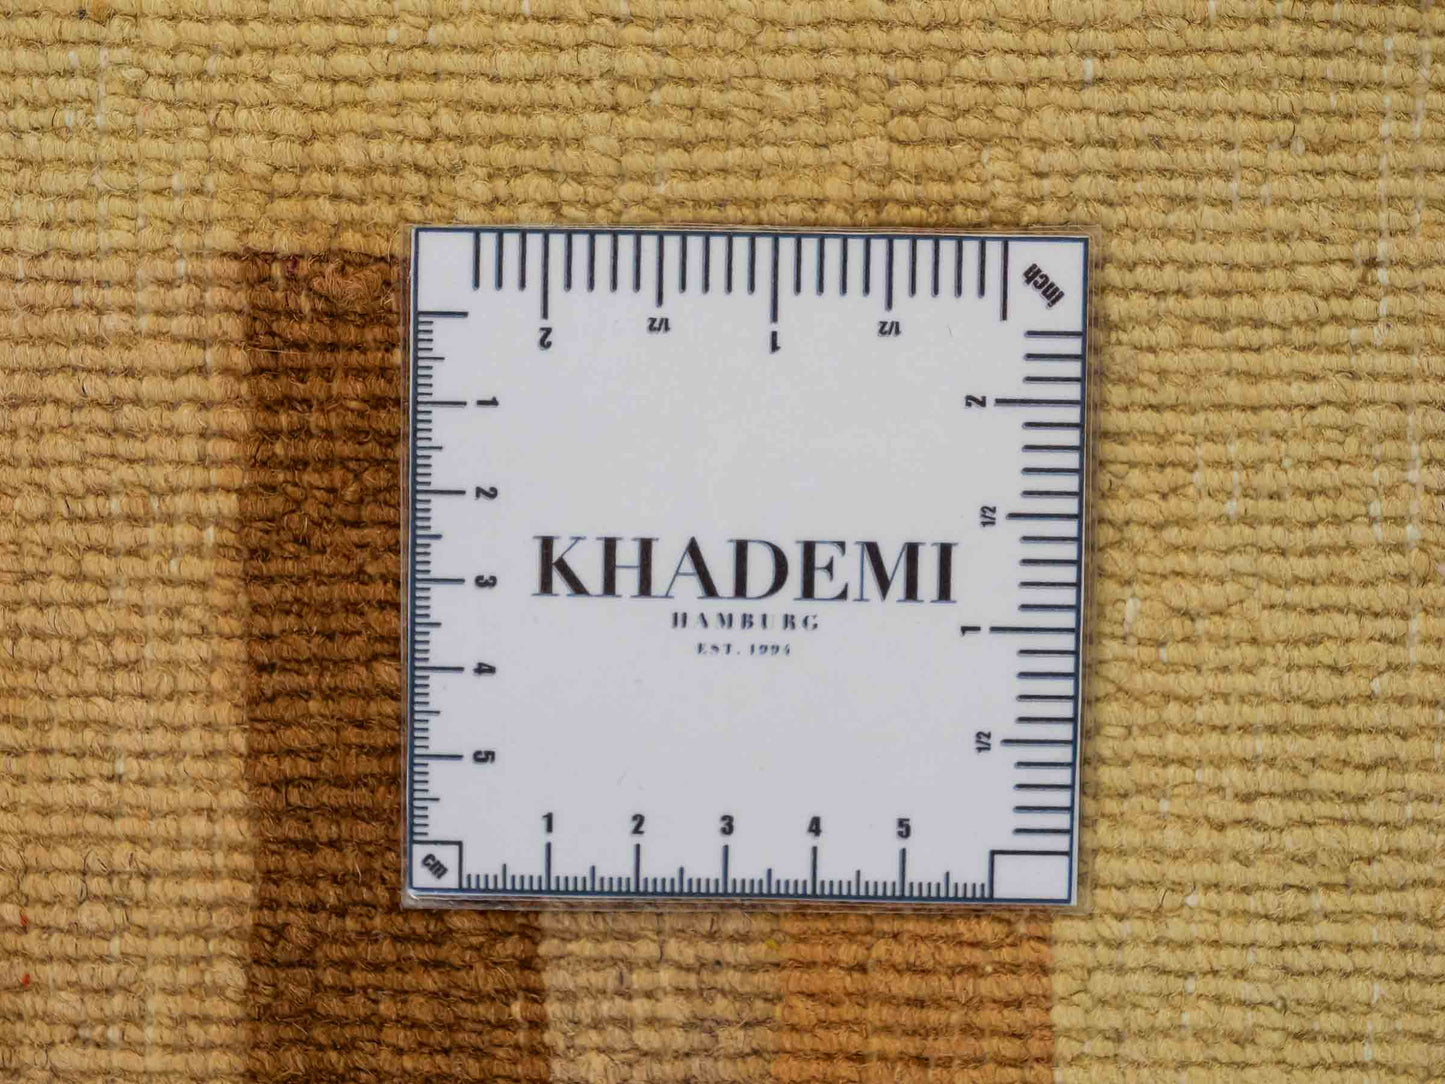 inch
2 1/2 1 1/2
1
2
3
4
5
2
1/2
1
1/2
KHADEMI
HAMBURG
EST. 1994
cm
1 2 3 4 5